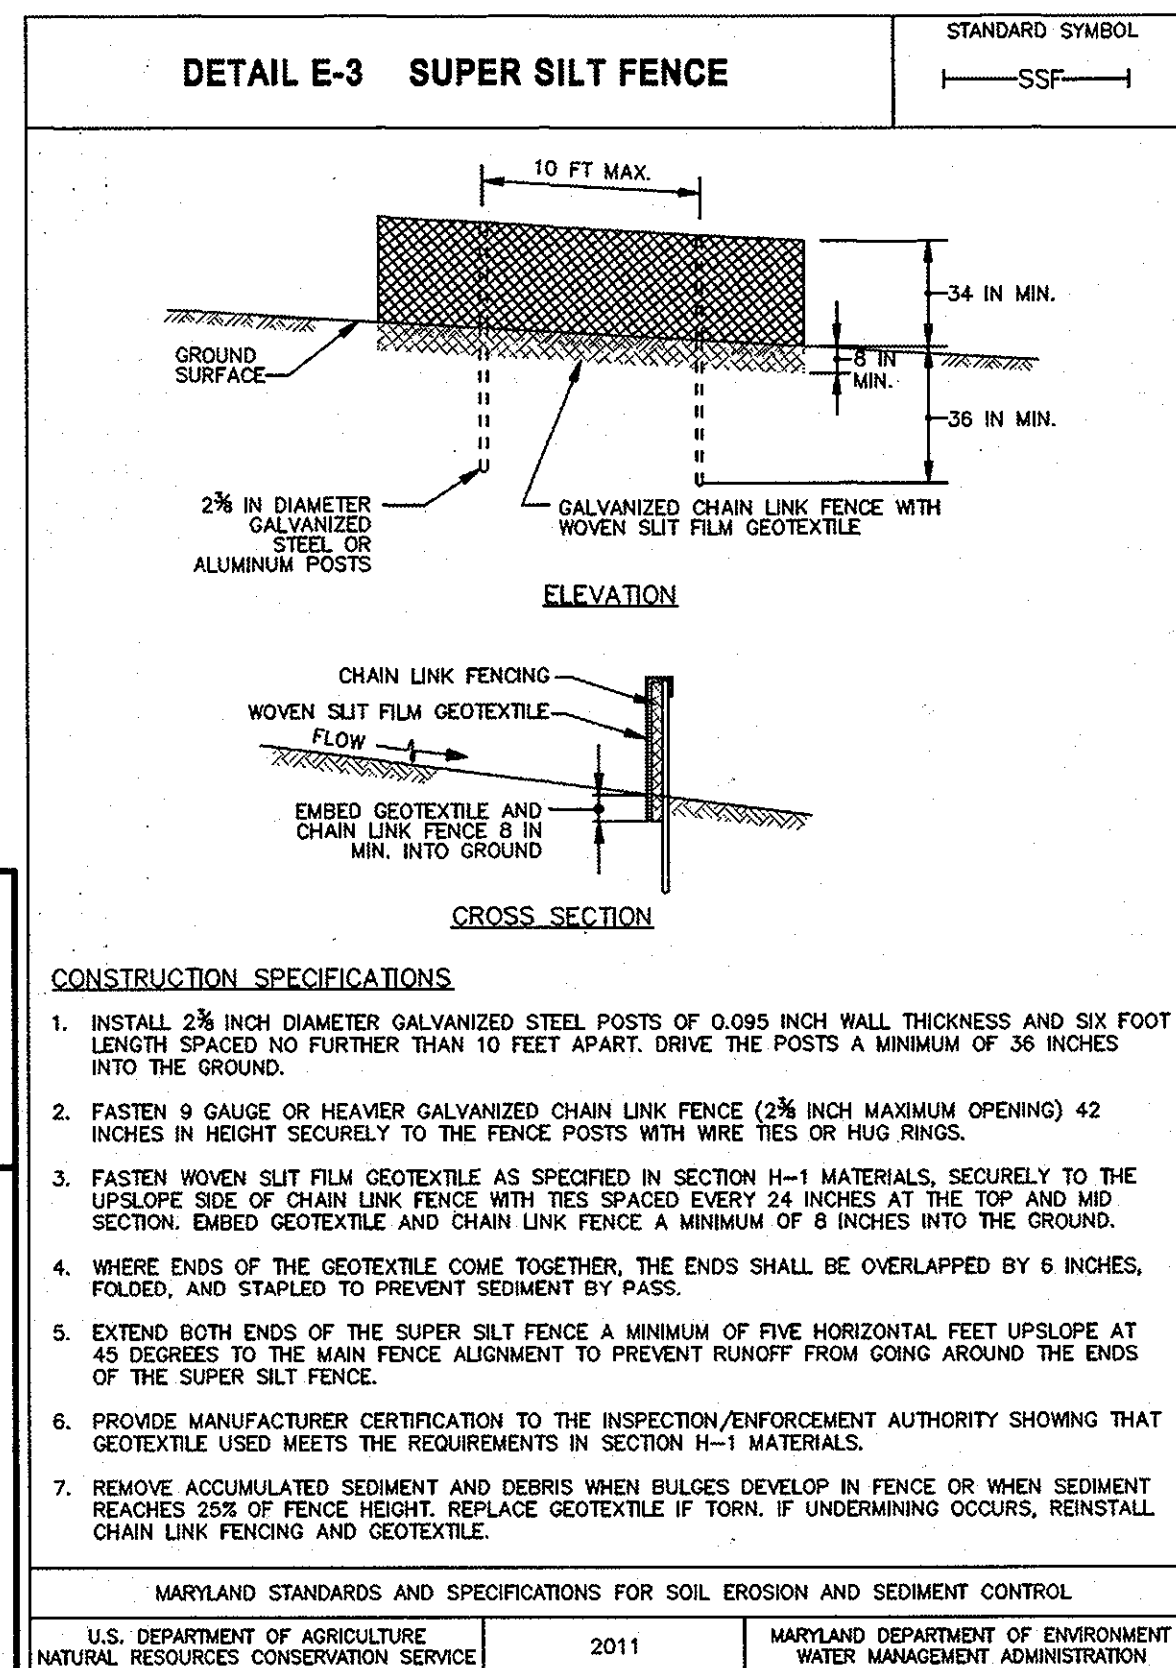 DETAIL E-3 SUPER SILT FENCE
STANDARD SYMBOL
SSF
10 FT MAX.
34 IN MIN.
GROUND
SURFACE
8 IN
MIN.
36 IN MIN.
2⅜ IN DIAMETER
GALVANIZED
STEEL OR
ALUMINUM POSTS
GALVANIZED CHAIN LINK FENCE WITH
WOVEN SLIT FILM GEOTEXTILE
ELEVATION
CHAIN LINK FENCING
WOVEN SLIT FILM GEOTEXTILE
FLOW
EMBED GEOTEXTILE AND
CHAIN LINK FENCE 8 IN
MIN. INTO GROUND
CROSS SECTION
CONSTRUCTION SPECIFICATIONS
1. INSTALL 2⅜ INCH DIAMETER GALVANIZED STEEL POSTS OF 0.095 INCH WALL THICKNESS AND SIX FOOT
LENGTH SPACED NO FURTHER THAN 10 FEET APART. DRIVE THE POSTS A MINIMUM OF 36 INCHES
INTO THE GROUND.
2. FASTEN 9 GAUGE OR HEAVIER GALVANIZED CHAIN LINK FENCE (2⅜ INCH MAXIMUM OPENING) 42
INCHES IN HEIGHT SECURELY TO THE FENCE POSTS WITH WIRE TIES OR HUG RINGS.
3. FASTEN WOVEN SLIT FILM GEOTEXTILE AS SPECIFIED IN SECTION H-1 MATERIALS, SECURELY TO THE
UPSLOPE SIDE OF CHAIN LINK FENCE WITH TIES SPACED EVERY 24 INCHES AT THE TOP AND MID
SECTION. EMBED GEOTEXTILE AND CHAIN LINK FENCE A MINIMUM OF 8 INCHES INTO THE GROUND.
4. WHERE ENDS OF THE GEOTEXTILE COME TOGETHER, THE ENDS SHALL BE OVERLAPPED BY 6 INCHES,
FOLDED, AND STAPLED TO PREVENT SEDIMENT BY PASS.
5. EXTEND BOTH ENDS OF THE SUPER SILT FENCE A MINIMUM OF FIVE HORIZONTAL FEET UPSLOPE AT
45 DEGREES TO THE MAIN FENCE ALIGNMENT TO PREVENT RUNOFF FROM GOING AROUND THE ENDS
OF THE SUPER SILT FENCE.
6. PROVIDE MANUFACTURER CERTIFICATION TO THE INSPECTION/ENFORCEMENT AUTHORITY SHOWING THAT
GEOTEXTILE USED MEETS THE REQUIREMENTS IN SECTION H-1 MATERIALS.
7. REMOVE ACCUMULATED SEDIMENT AND DEBRIS WHEN BULGES DEVELOP IN FENCE OR WHEN SEDIMENT
REACHES 25% OF FENCE HEIGHT. REPLACE GEOTEXTILE IF TORN. IF UNDERMINING OCCURS, REINSTALL
CHAIN LINK FENCING AND GEOTEXTILE.
MARYLAND STANDARDS AND SPECIFICATIONS FOR SOIL EROSION AND SEDIMENT CONTROL
U.S. DEPARTMENT OF AGRICULTURE
NATURAL RESOURCES CONSERVATION SERVICE
2011
MARYLAND DEPARTMENT OF ENVIRONMENT
WATER MANAGEMENT ADMINISTRATION